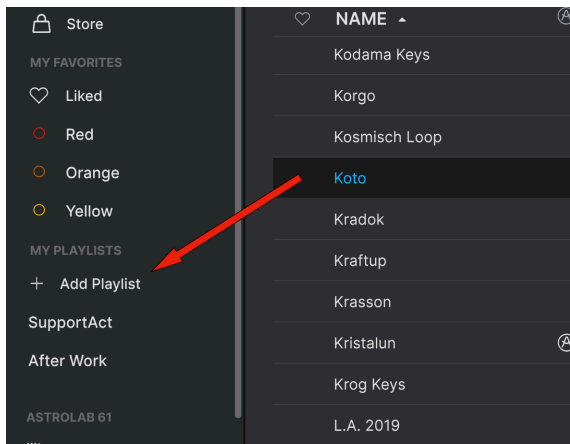 Store
MY FAVORITES
Liked
Red
Orange
Yellow
MY PLAYLISTS
+ Add Playlist
SupportAct
After Work
ASTROLAB 61
NAME
Kodama Keys
Korgo
Kosmisch Loop
Koto
Kradok
Kraftup
Krasson
Kristalun
Krog Keys
L.A. 2019